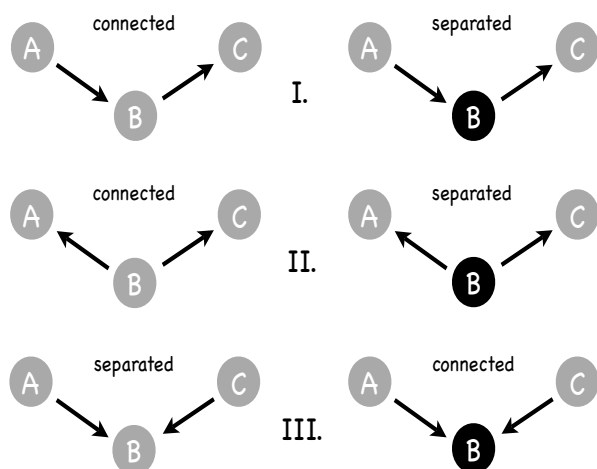 connected separated
A C A C
I.
B B
connected separated
A C A C
II.
B B
separated connected
A C A C
III.
B B